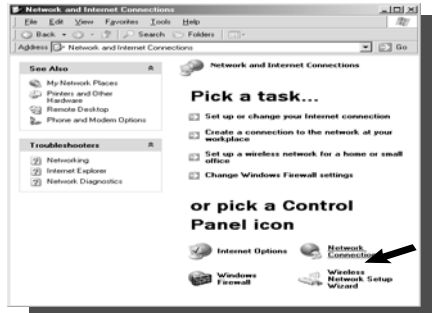 Network and Internet Connections
File Edit View Favorites Tools Help
Back Search Folders
Address Network and Internet Connections Go
See Also
My Network Places
Printers and Other
Hardware
Remote Desktop
Phone and Modem Options
Troubleshooters
Networking
Internet Explorer
Network Diagnostics
Network and Internet Connections
Pick a task...
Set up or change your Internet connection
Create a connection to the network at your
workplace
Set up a wireless network for a home or small
office
Change Windows Firewall settings
or pick a Control
Panel icon
Internet Options
Network
Connections
Windows
Firewall
Wireless
Network Setup
Wizard